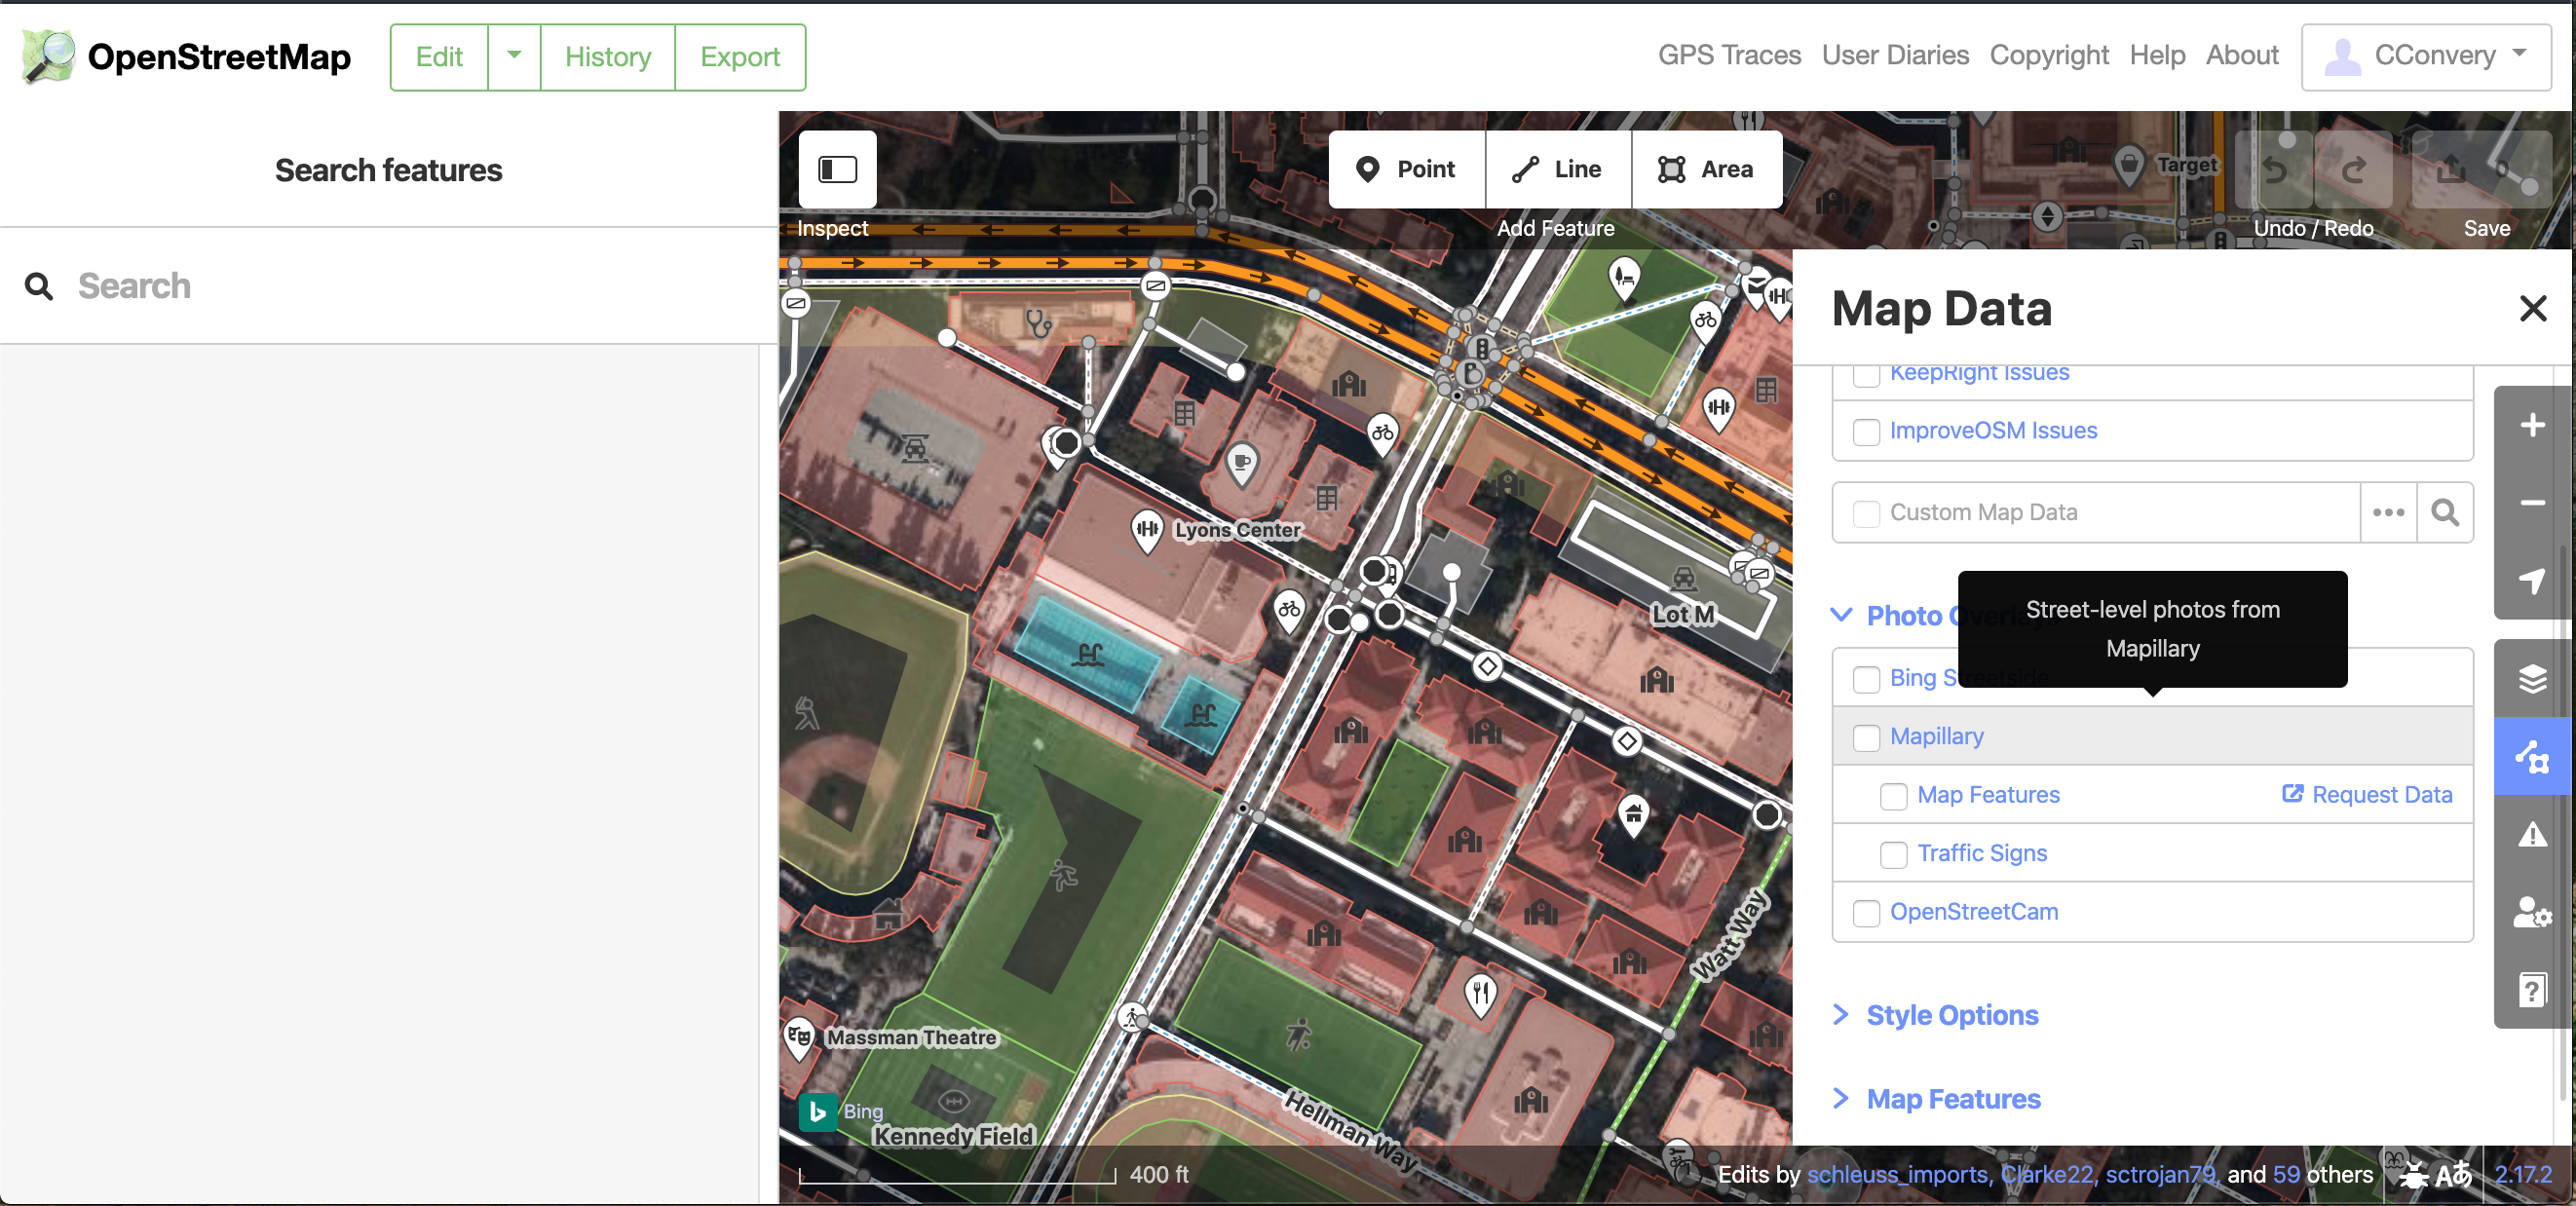 OpenStreetMap
Edit
History
Export
GPS Traces
User Diaries
Copyright
Help
About
CConvery
Search features
Search
Inspect
Point
Line
Area
Add Feature
Undo / Redo
0
Save
Target
Lyons Center
Lot M
Watt Way
Massman Theatre
Kennedy Field
Hellman Way
Bing
400 ft
Map Data
KeepRight Issues
ImproveOSM Issues
Custom Map Data
Street-level photos from
Mapillary
Photo O
Bing Streetside
Mapillary
Map Features
Request Data
Traffic Signs
OpenStreetCam
Style Options
Map Features
Edits by schleuss_imports, Clarke22, sctrojan79, and 59 others
Aあ
2.17.2